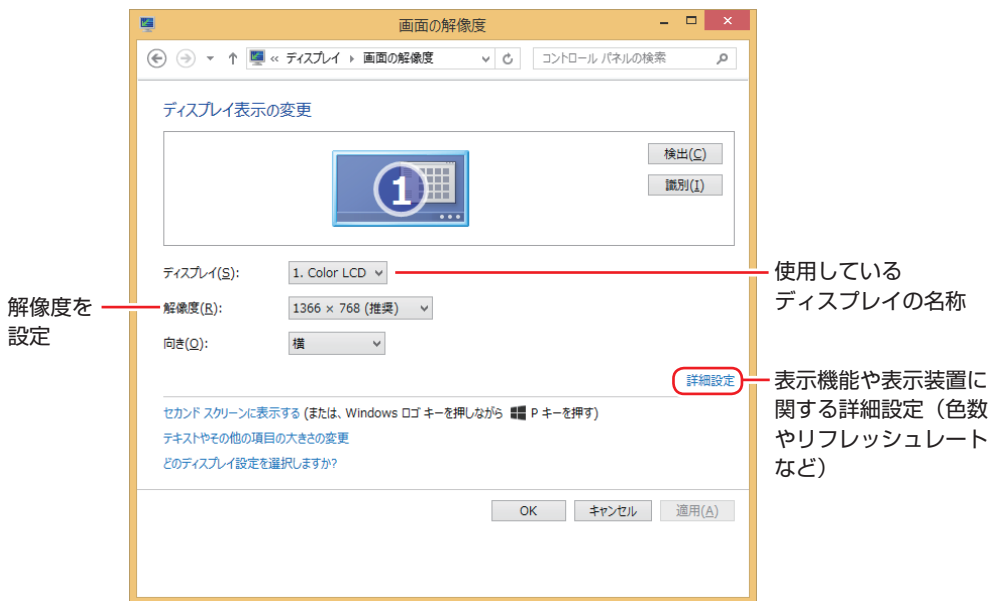 画面の解像度
« ディスプレイ ▸ 画面の解像度
コントロール パネルの検索
ディスプレイ表示の変更
1
検出(C)
識別(I)
ディスプレイ(S):
1. Color LCD
使用している
ディスプレイの名称
解像度を
設定
解像度(R):
1366 × 768 (推奨)
向き(O):
横
詳細設定
表示機能や表示装置に
関する詳細設定（色数
やリフレッシュレート
など）
セカンド スクリーンに表示する (または、Windows ロゴ キーを押しながら P キーを押す)
テキストやその他の項目の大きさの変更
どのディスプレイ設定を選択しますか?
OK
キャンセル
適用(A)